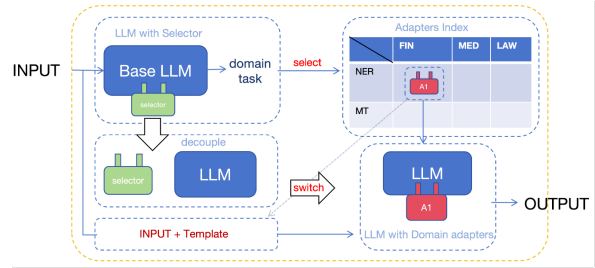 LLM with Selector
INPUT
Base LLM
selector
domain
task
select
Adapters Index
FIN
MED
LAW
NER
A1
MT
decouple
selector
LLM
switch
LLM
A1
LLM with Domain adapters
OUTPUT
INPUT + Template